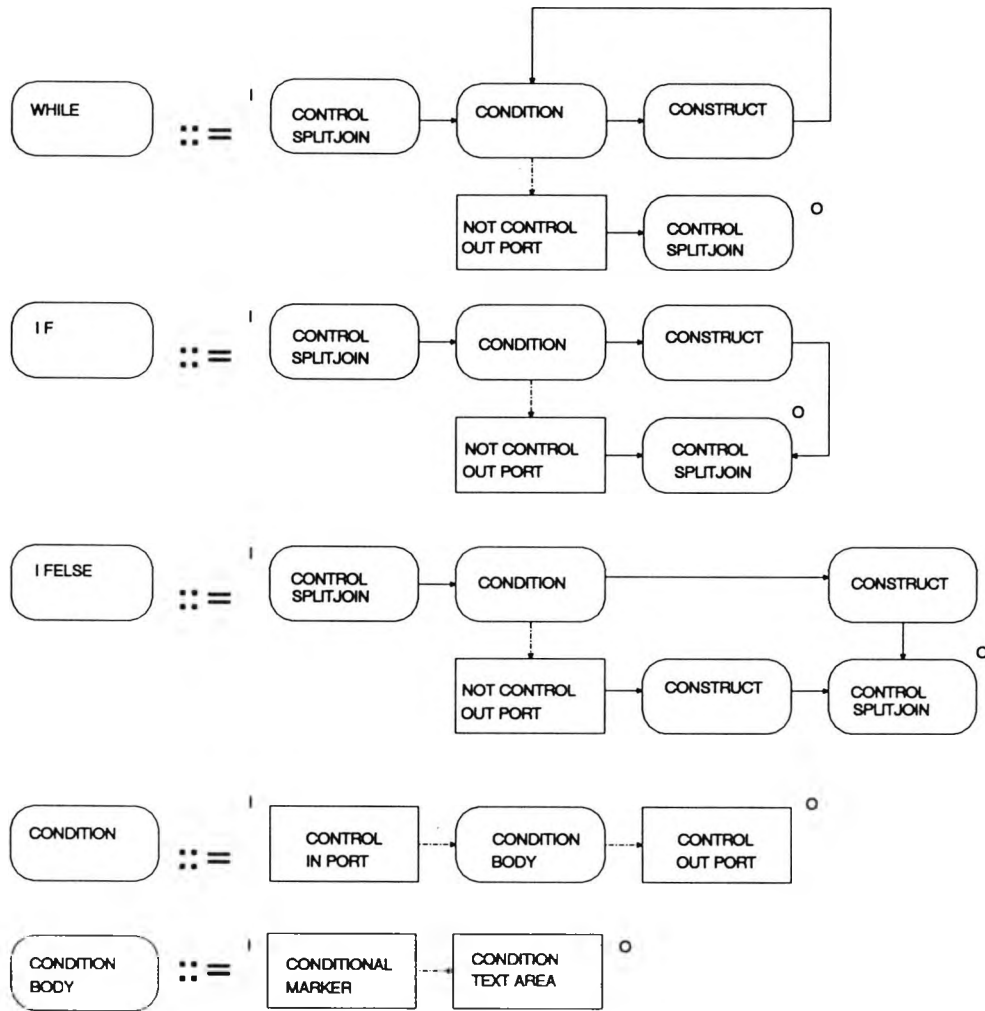 WHILE
::=
I
CONTROL
SPLITJOIN
CONDITION
CONSTRUCT
NOT CONTROL
OUT PORT
CONTROL
SPLITJOIN
O
I F
::=
I
CONTROL
SPLITJOIN
CONDITION
CONSTRUCT
NOT CONTROL
OUT PORT
CONTROL
SPLITJOIN
O
I FELSE
::=
I
CONTROL
SPLITJOIN
CONDITION
CONSTRUCT
NOT CONTROL
OUT PORT
CONSTRUCT
CONTROL
SPLITJOIN
O
CONDITION
::=
I
CONTROL
IN PORT
CONDITION
BODY
CONTROL
OUT PORT
O
CONDITION
BODY
::=
I
CONDITIONAL
MARKER
CONDITION
TEXT AREA
O